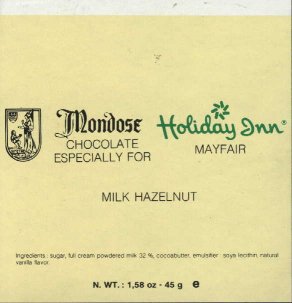 Mondose
CHOCOLATE
ESPECIALLY FOR
Holiday Inn®
MAYFAIR
MILK HAZELNUT
Ingredients : sugar, full cream powdered milk 32 %, cocoabutter, emulsifier : soya lecithin, natural
vanilla flavor.
N. WT. : 1,58 oz - 45 g e